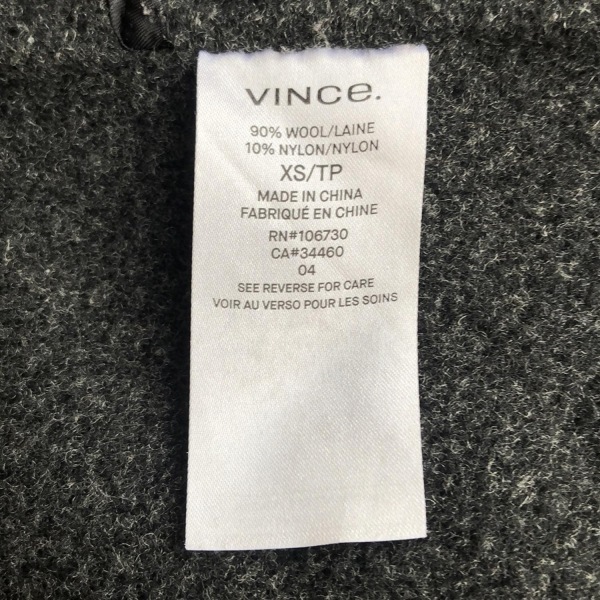 VINCe.
90% WOOL/LAINE
10% NYLON/NYLON
XS/TP
MADE IN CHINA
FABRIQUÉ EN CHINE
RN#106730
CA#34460
04
SEE REVERSE FOR CARE
VOIR AU VERSO POUR LES SOINS